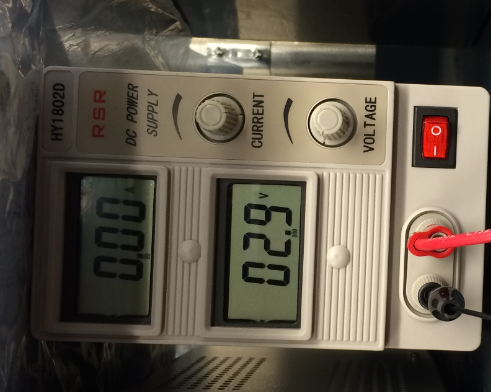 HY1802D
RSR
DC POWER
SUPPLY
CURRENT
VOLTAGE
0.00 A
02.9 V